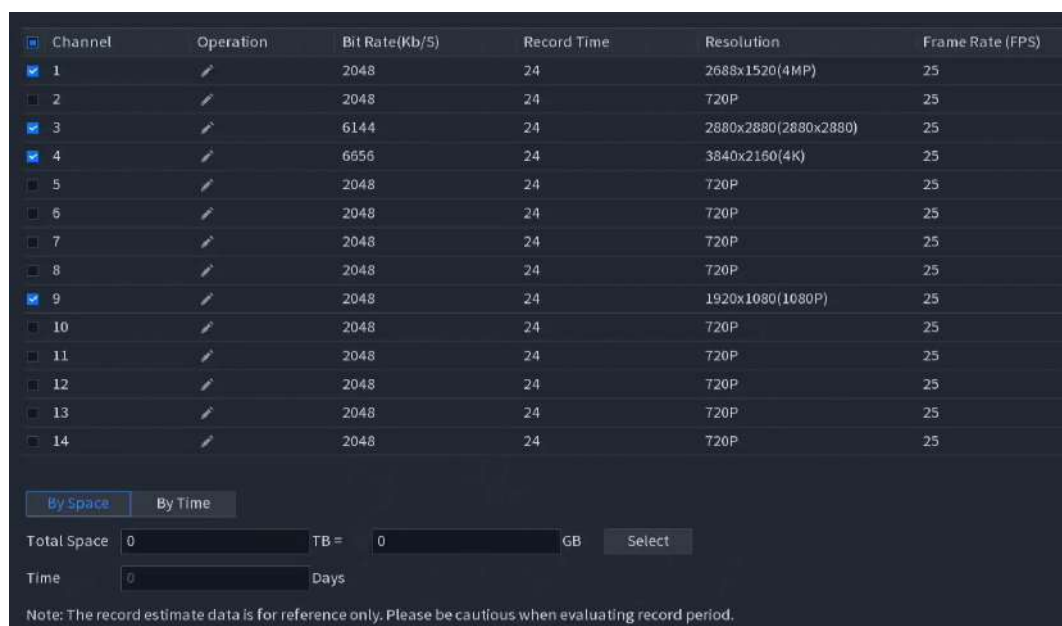 Channel Operation Bit Rate(Kb/S) Record Time Resolution Frame Rate (FPS)
1 2048 24 2688x1520(4MP) 25
2 2048 24 720P 25
3 6144 24 2880x2880(2880x2880) 25
4 6656 24 3840x2160(4K) 25
5 2048 24 720P 25
6 2048 24 720P 25
7 2048 24 720P 25
8 2048 24 720P 25
9 2048 24 1920x1080(1080P) 25
10 2048 24 720P 25
11 2048 24 720P 25
12 2048 24 720P 25
13 2048 24 720P 25
14 2048 24 720P 25
By Space By Time
Total Space 0 TB = 0 GB Select
Time 0 Days
Note: The record estimate data is for reference only. Please be cautious when evaluating record period.